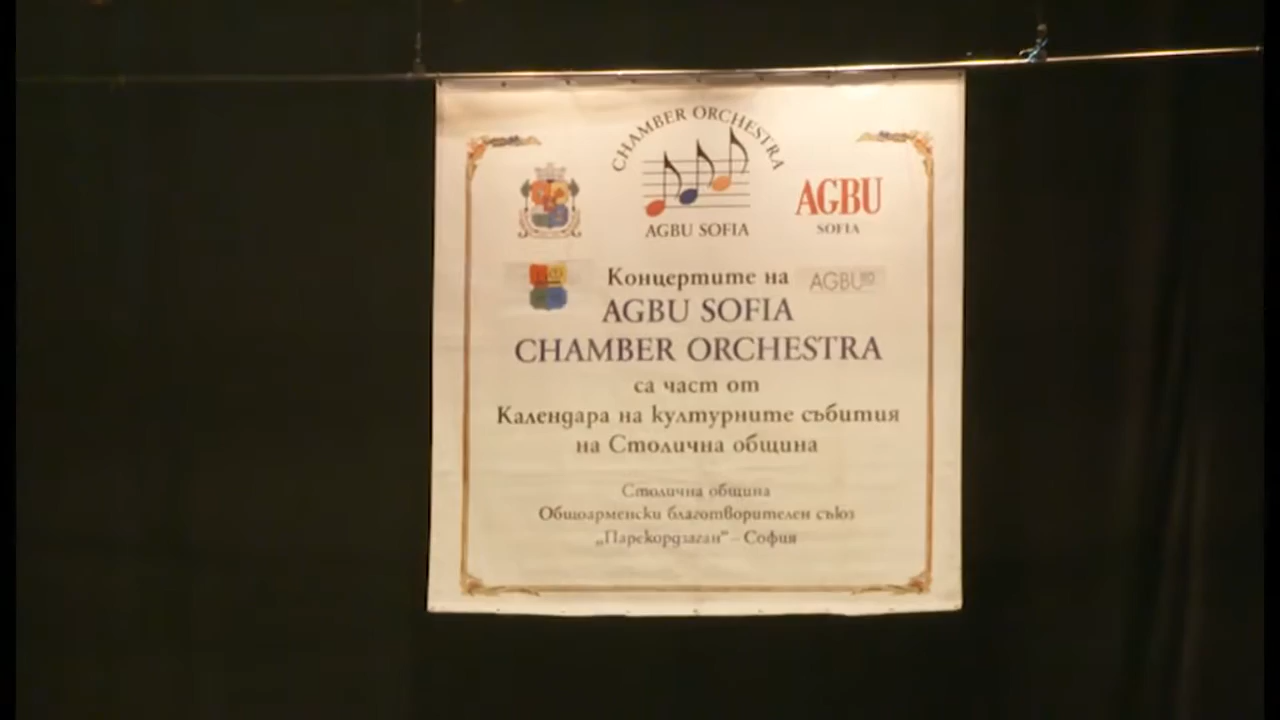 CHAMBER ORCHESTRA
AGBU SOFIA
AGBU
SOFIA
Концертите на
AGBU
AGBU SOFIA
CHAMBER ORCHESTRA
са част от
Календара на културните събития
на Столична община
Столична община
Общоарменски благотворителен съюз
„Парекордзаган" – София